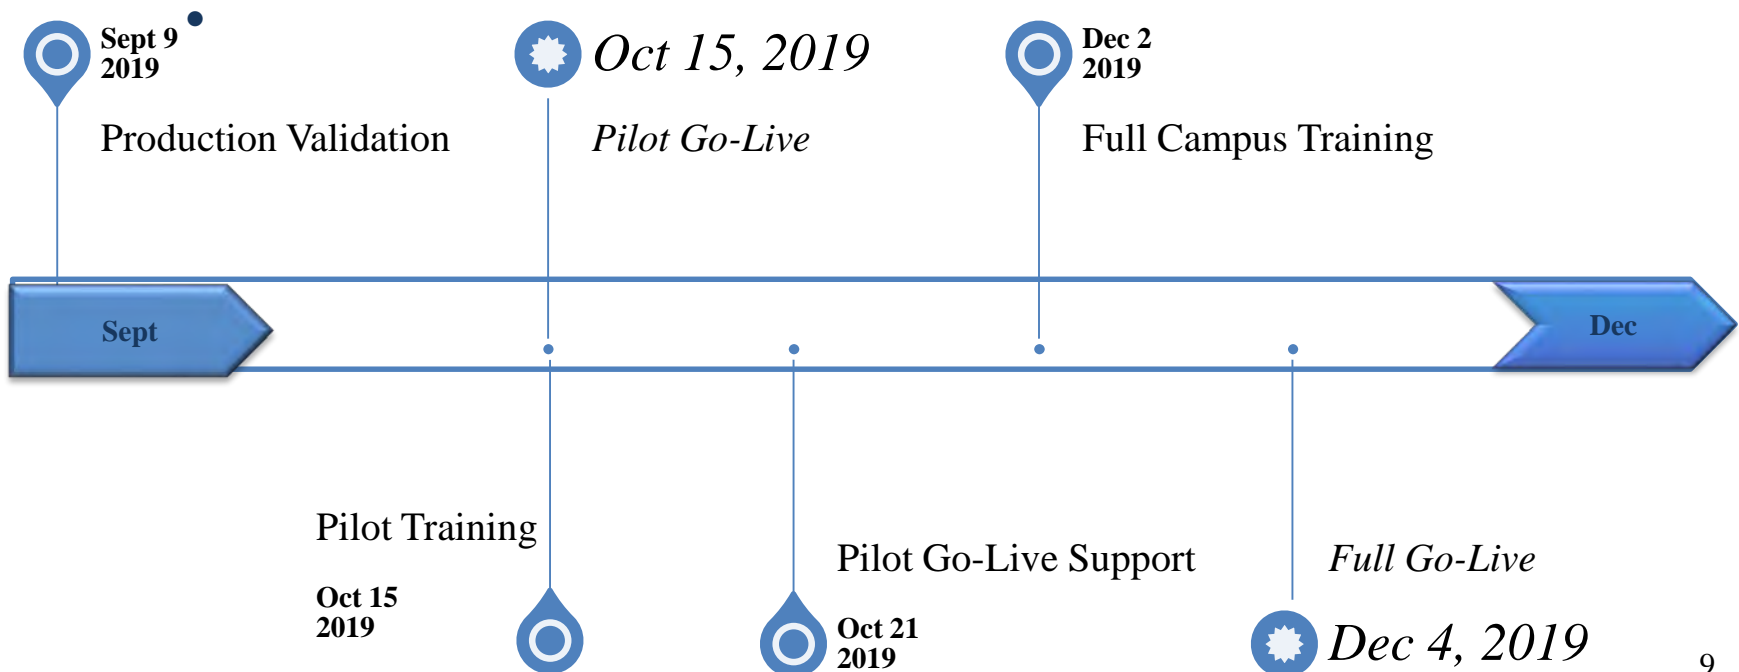 Sept 9
2019
Production Validation
Oct 15, 2019
Pilot Go-Live
Dec 2
2019
Full Campus Training
Sept
Dec
Pilot Training
Oct 15
2019
Pilot Go-Live Support
Oct 21
2019
Full Go-Live
Dec 4, 2019
9